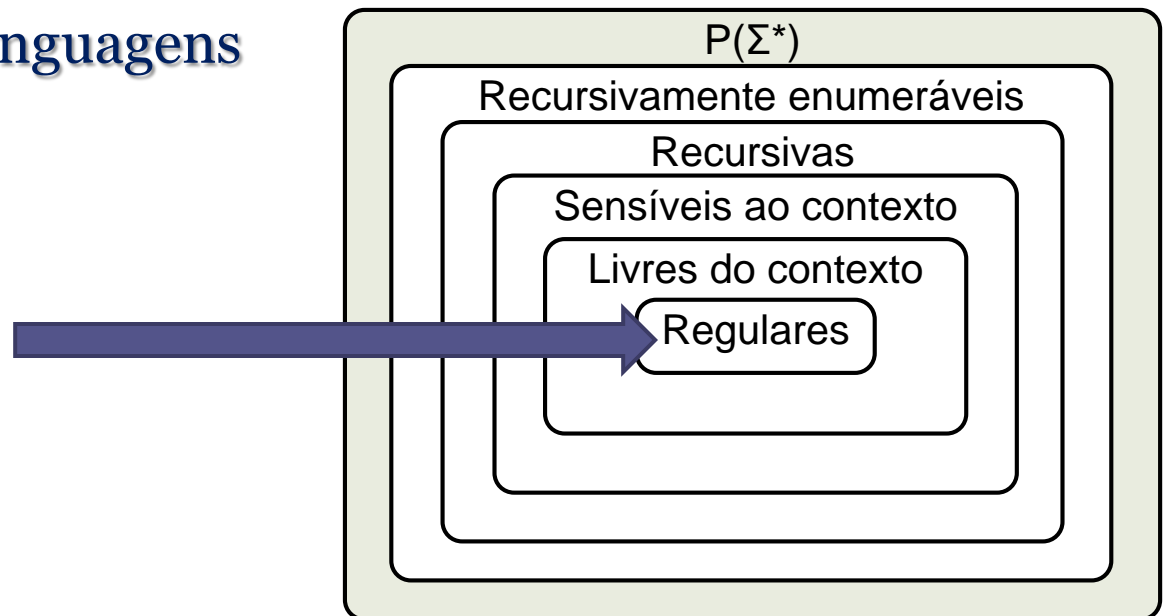 nguagens
P(Σ*)
Recursivamente enumeráveis
Recursivas
Sensíveis ao contexto
Livres do contexto
Regulares